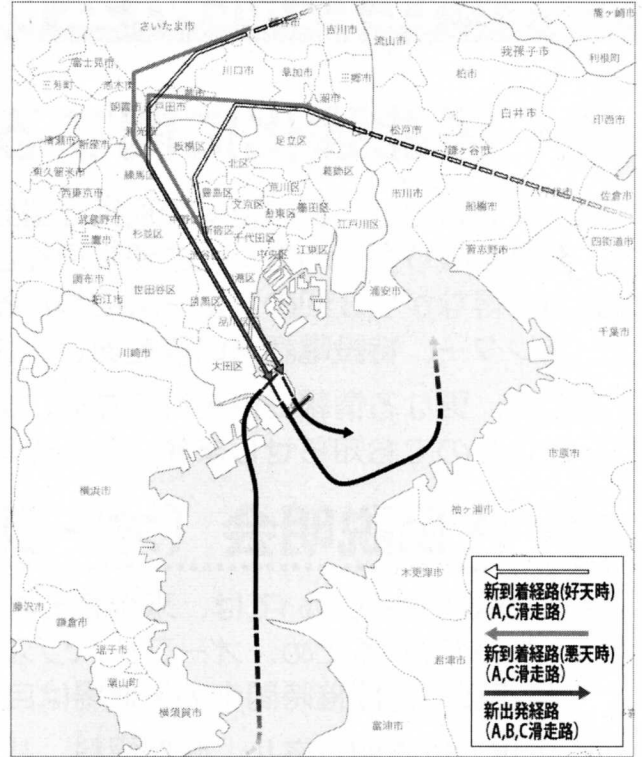 さいたま市
吉川市
流山市
我孫子市
利根町
富士見市
川口市
草加市
三郷市
柏市
三芳町
志木市
八潮市
白井市
印西市
朝霞市
戸田市
和光市
松戸市
鎌ケ谷市
清瀬市
新座市
板橋区
足立区
東久留米市
練馬区
北区
葛飾区
市川市
船橋市
佐倉市
西東京市
豊島区
荒川区
文京区
台東区
墨田区
武蔵野市
中野区
新宿区
江戸川区
四街道市
三鷹市
杉並区
千代田区
習志野市
中央区
江東区
調布市
狛江市
世田谷区
目黒区
港区
浦安市
千葉市
品川区
川崎市
大田区
市原市
横浜市
袖ケ浦市
木更津市
藤沢市
鎌倉市
逗子市
葉山町
横須賀市
君津市
富津市
新到着経路(好天時)
(A,C滑走路)
新到着経路(悪天時)
(A,C滑走路)
新出発経路
(A,B,C滑走路)